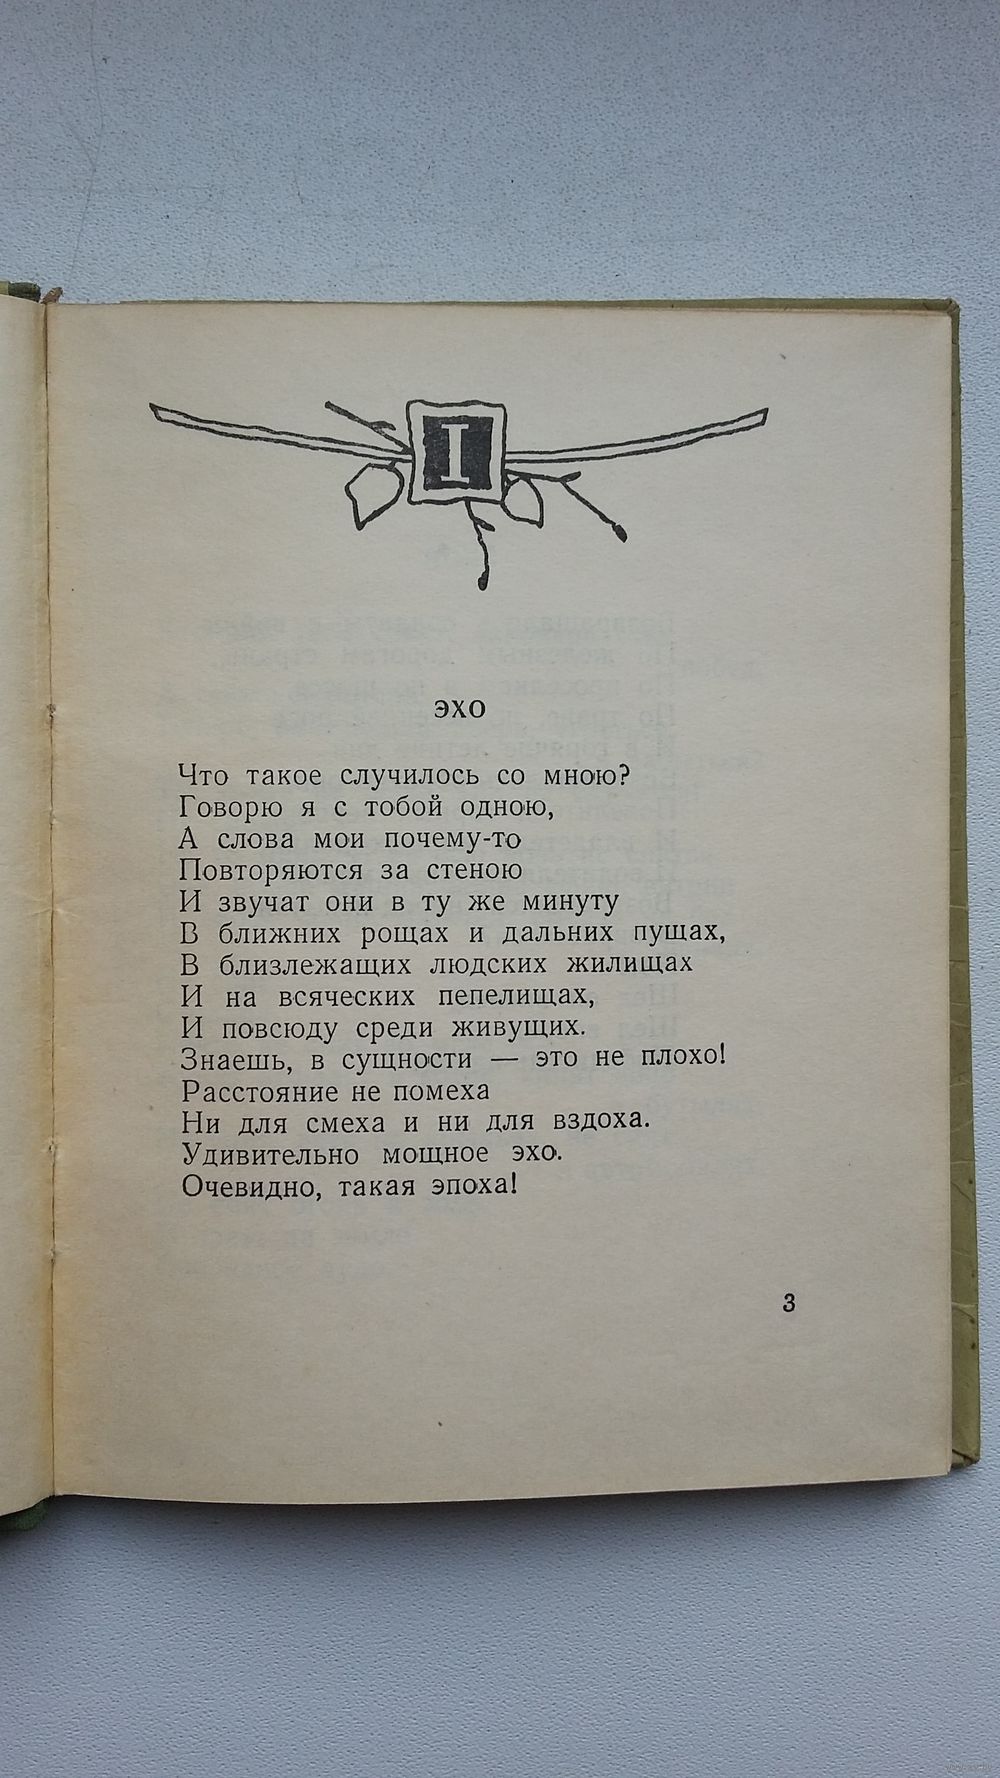 I
ЭХО
Что такое случилось со мною?
Говорю я с тобой одною,
А слова мои почему-то
Повторяются за стеною
И звучат они в ту же минуту
В ближних рощах и дальних пущах,
В близлежащих людских жилищах
И на всяческих пепелищах,
И повсюду среди живущих.
Знаешь, в сущности — это не плохо!
Расстояние не помеха
Ни для смеха и ни для вздоха.
Удивительно мощное эхо.
Очевидно, такая эпоха!
3